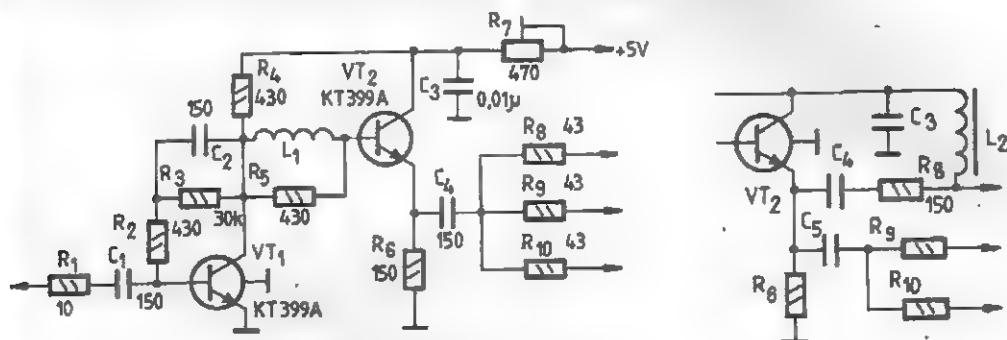 R₇
+5V
470
R₄
430
VT₂
KT399A
C₃
0,01μ
150
C₂
L₁
R₈ 43
R₃
R₅
R₉ 43
30k
430
C₄
150
R₂
430
VT₁
R₆
150
R₁₀ 43
R₁
C₁
10
150
KT399A
C₃
L₂
C₄
R₈
VT₂
150
C₅
R₉
R₆
R₁₀